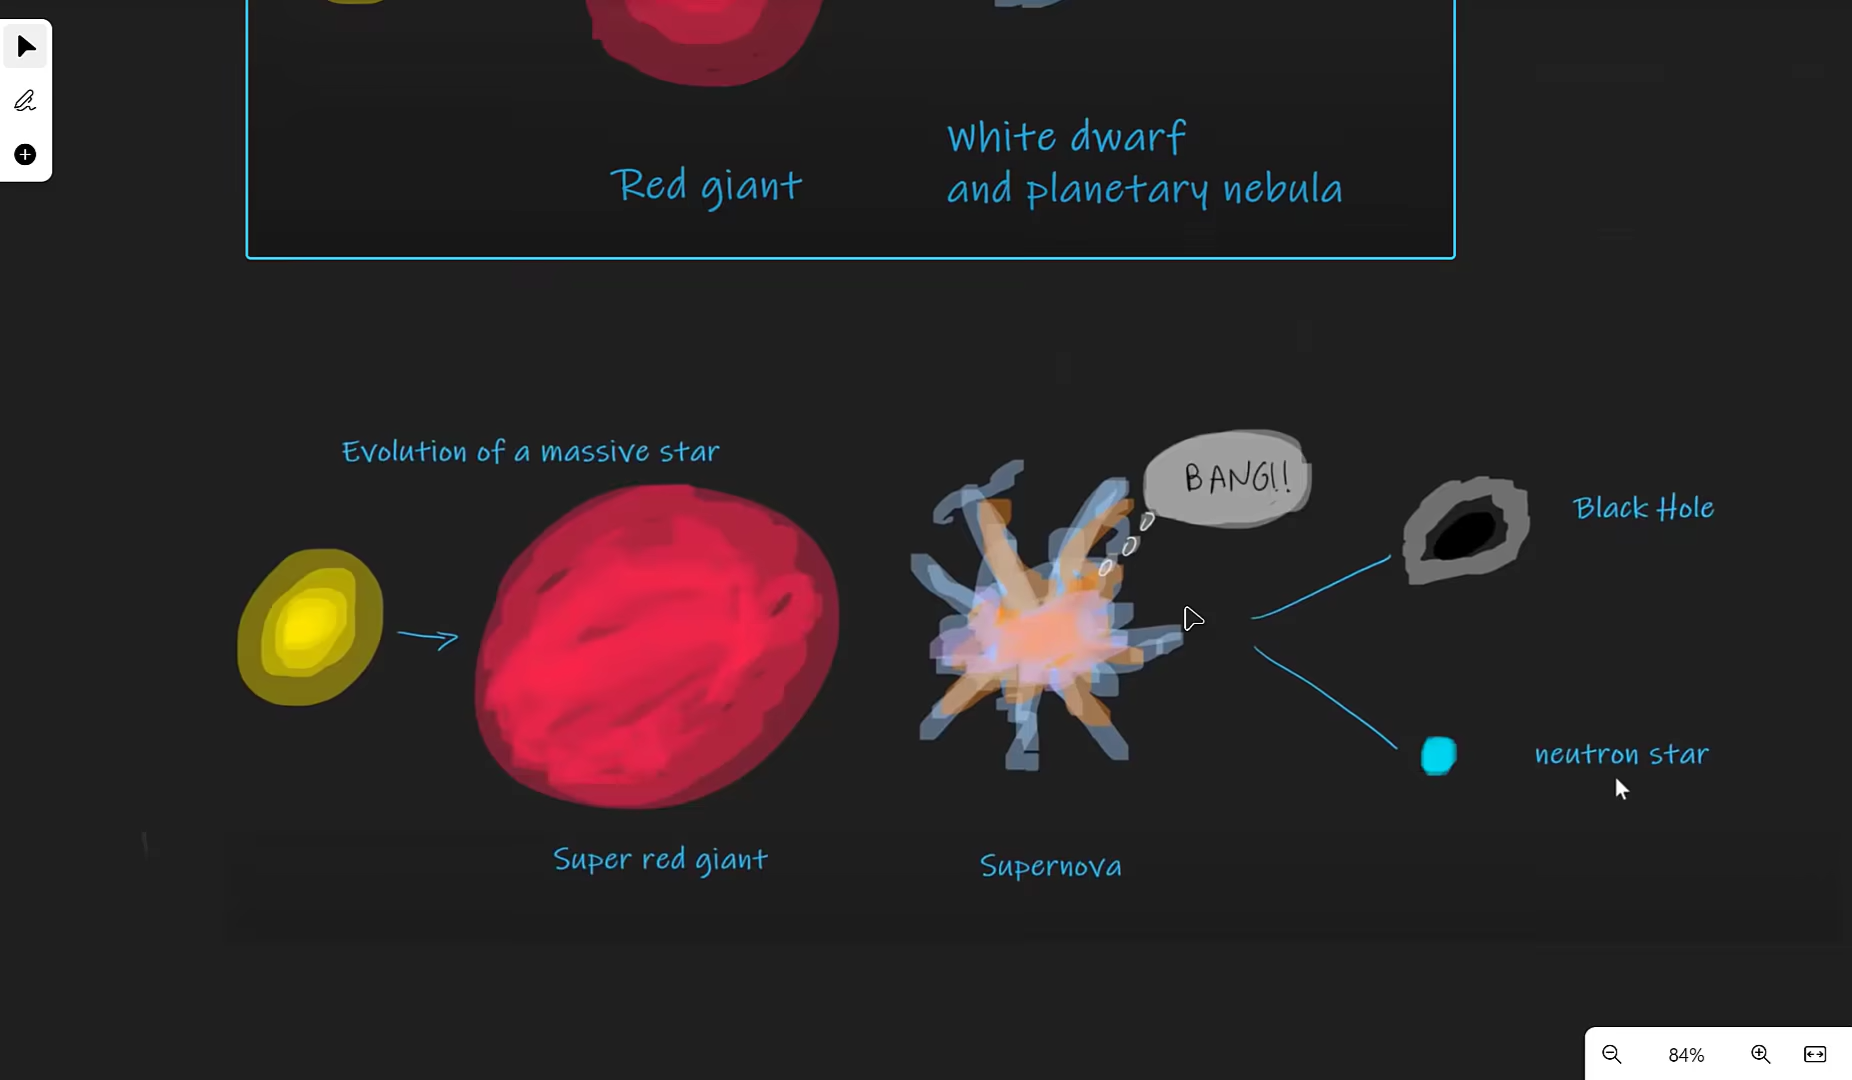 White dwarf
and planetary nebula
Red giant
Evolution of a massive star
BANG!!
Black Hole
neutron star
Super red giant
Supernova
84%